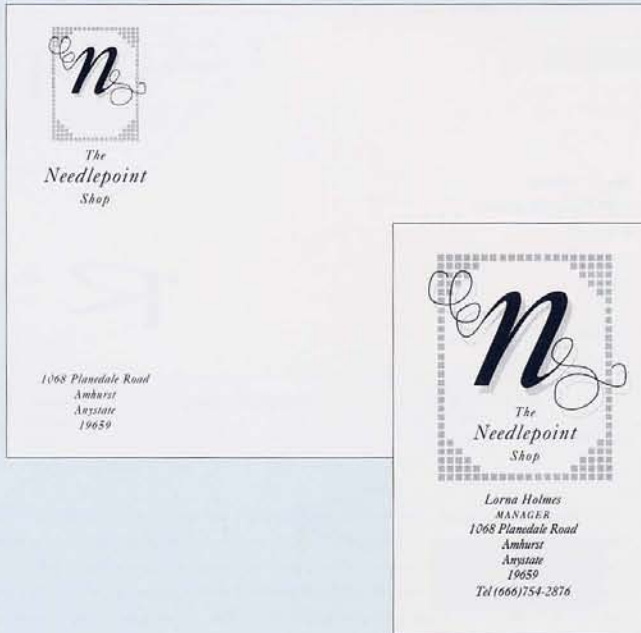 n
The
Needlepoint
Shop
1068 Planedale Road
Amhurst
Anystate
19659
n
The
Needlepoint
Shop
Lorna Holmes
MANAGER
1068 Planedale Road
Amhurst
Anystate
19659
Tel (666)754-2876